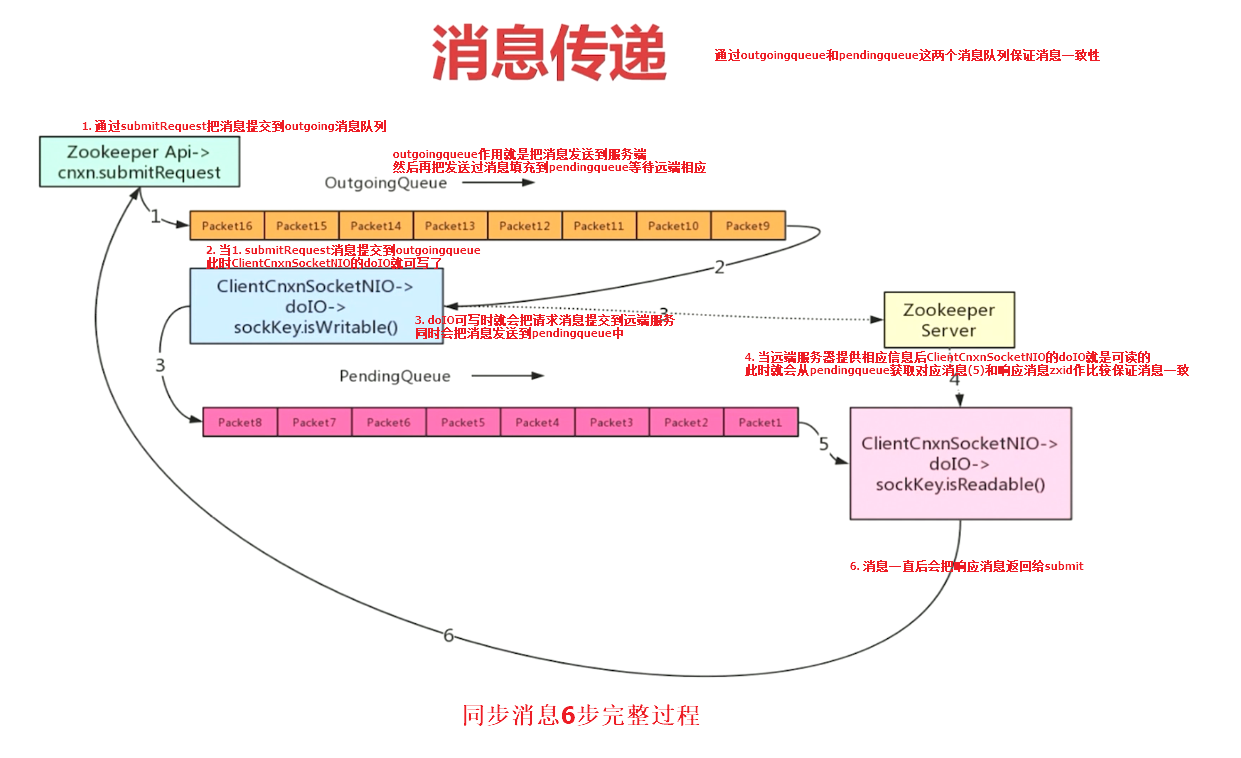 消息传递
通过outgoingqueue和pendingqueue这两个消息队列保证消息一致性
1. 通过submitRequest把消息提交到outgoing消息队列
Zookeeper Api->
cnxn.submitRequest
outgoingqueue作用就是把消息发送到服务端
然后再把发送过消息填充到pendingqueue等待远端相应
OutgoingQueue
1
Packet16 Packet15 Packet14 Packet13 Packet12 Packet11 Packet10 Packet9
2. 当1. submitRequest消息提交到outgoingqueue
此时ClientCnxnSocketNIO的doIO就可写了
2
ClientCnxnSocketNIO->
doIO->
sockKey.isWritable()
3
3. doIO可写时就会把请求消息提交到远端服务
同时会把消息发送到pendingqueue中
Zookeeper
Server
4. 当远端服务器提供相应信息后ClientCnxnSocketNIO的doIO就是可读的
此时就会从pendingqueue获取对应消息(5)和响应消息zxid作比较保证消息一致
3
PendingQueue
4
Packet8 Packet7 Packet6 Packet5 Packet4 Packet3 Packet2 Packet1
5
ClientCnxnSocketNIO->
doIO->
sockKey.isReadable()
6. 消息一直后会把响应消息返回给submit
6
同步消息6步完整过程